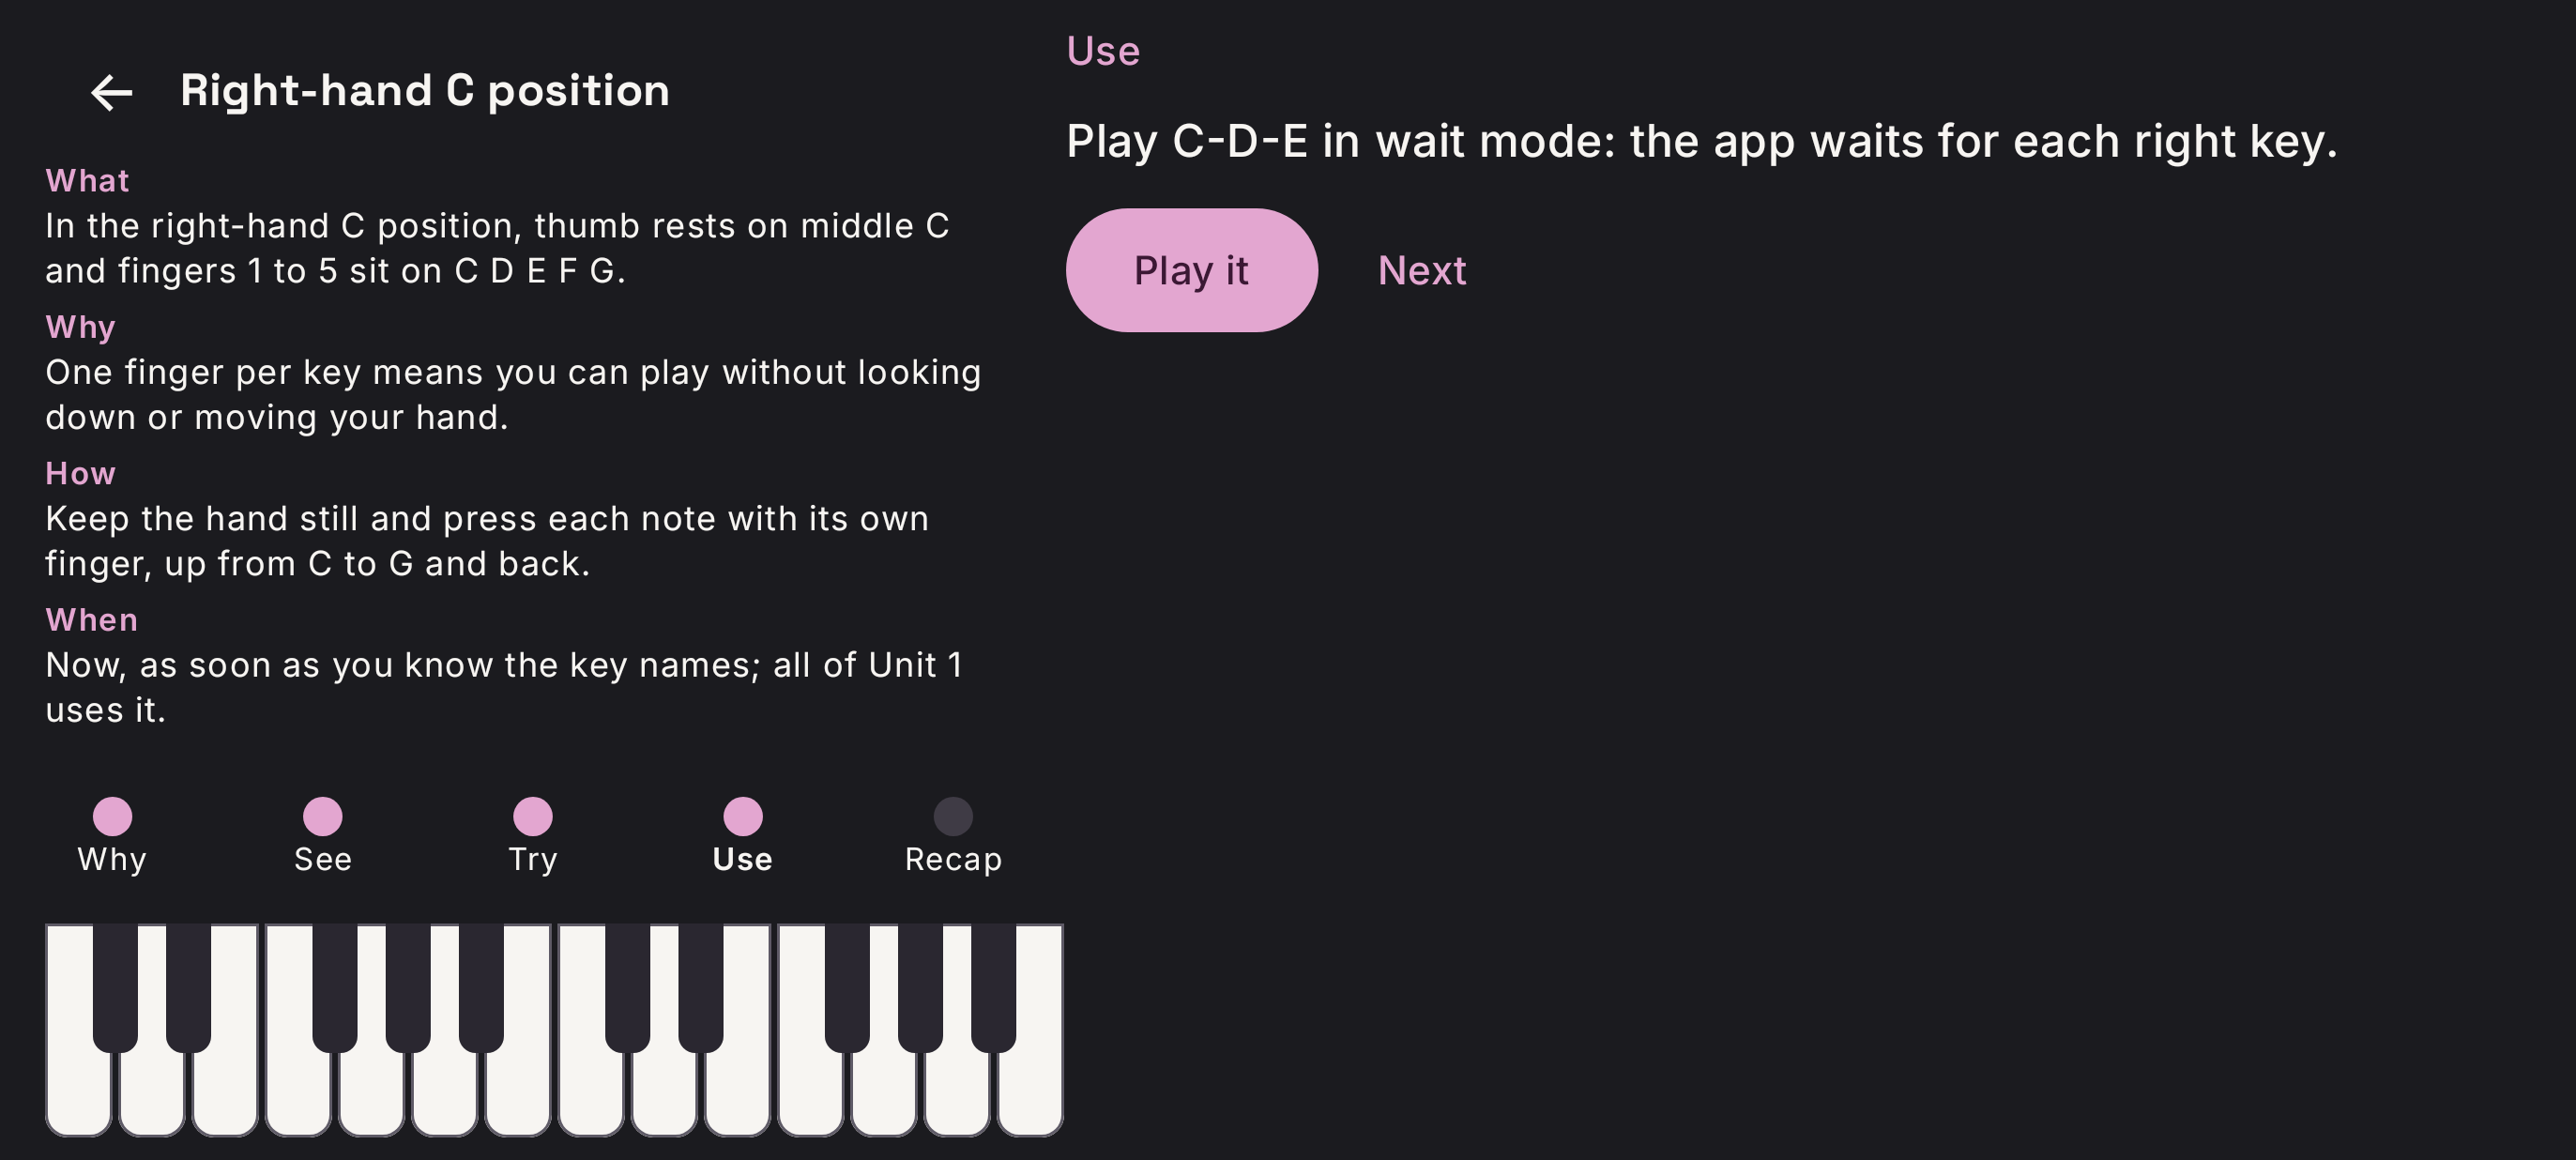 Right-hand C position
What
In the right-hand C position, thumb rests on middle C
and fingers 1 to 5 sit on C D E F G.
Why
One finger per key means you can play without looking
down or moving your hand.
How
Keep the hand still and press each note with its own
finger, up from C to G and back.
When
Now, as soon as you know the key names; all of Unit 1
uses it.
Why See Try Use Recap
Use
Play C-D-E in wait mode: the app waits for each right key.
Play it Next